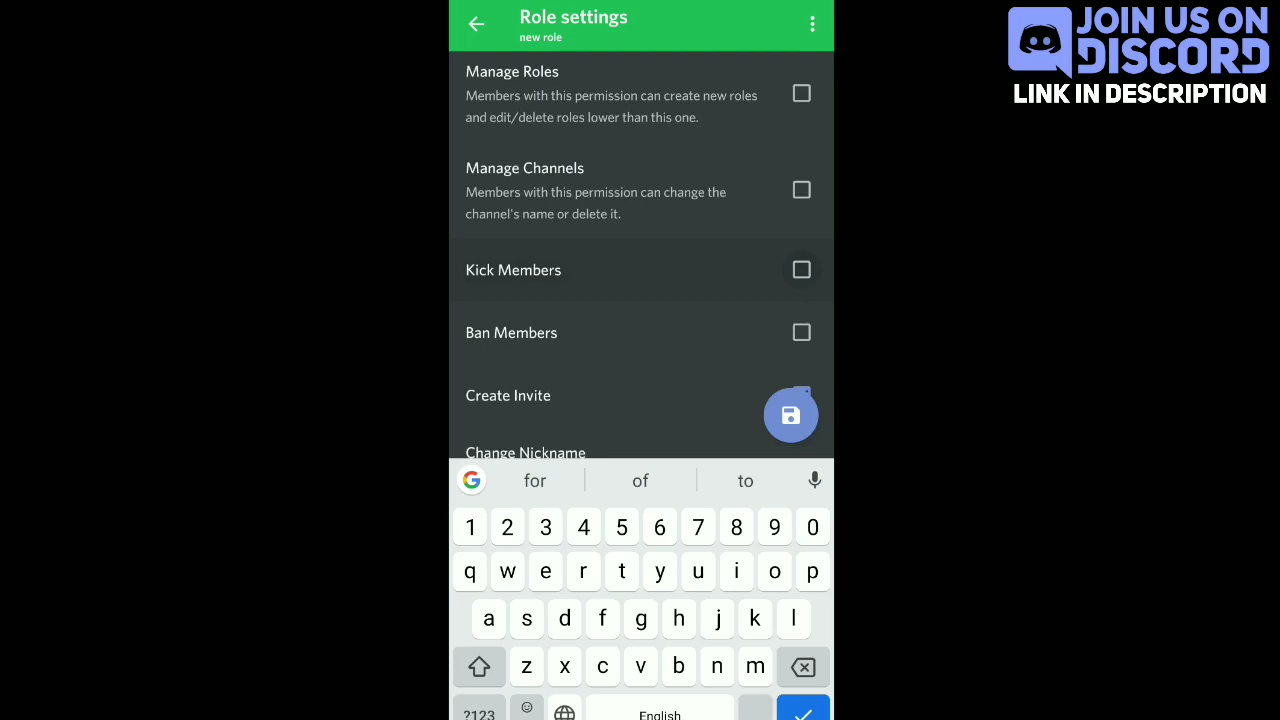 Role settings
new role
JOIN US ON
DISCORD
LINK IN DESCRIPTION
Manage Roles
Members with this permission can create new roles
and edit/delete roles lower than this one.
Manage Channels
Members with this permission can change the
channel's name or delete it.
Kick Members
Ban Members
Create Invite
Change Nickname
for of to
1 2 3 4 5 6 7 8 9 0
q w e r t y u i o p
a s d f g h j k l
z x c v b n m
?123 English